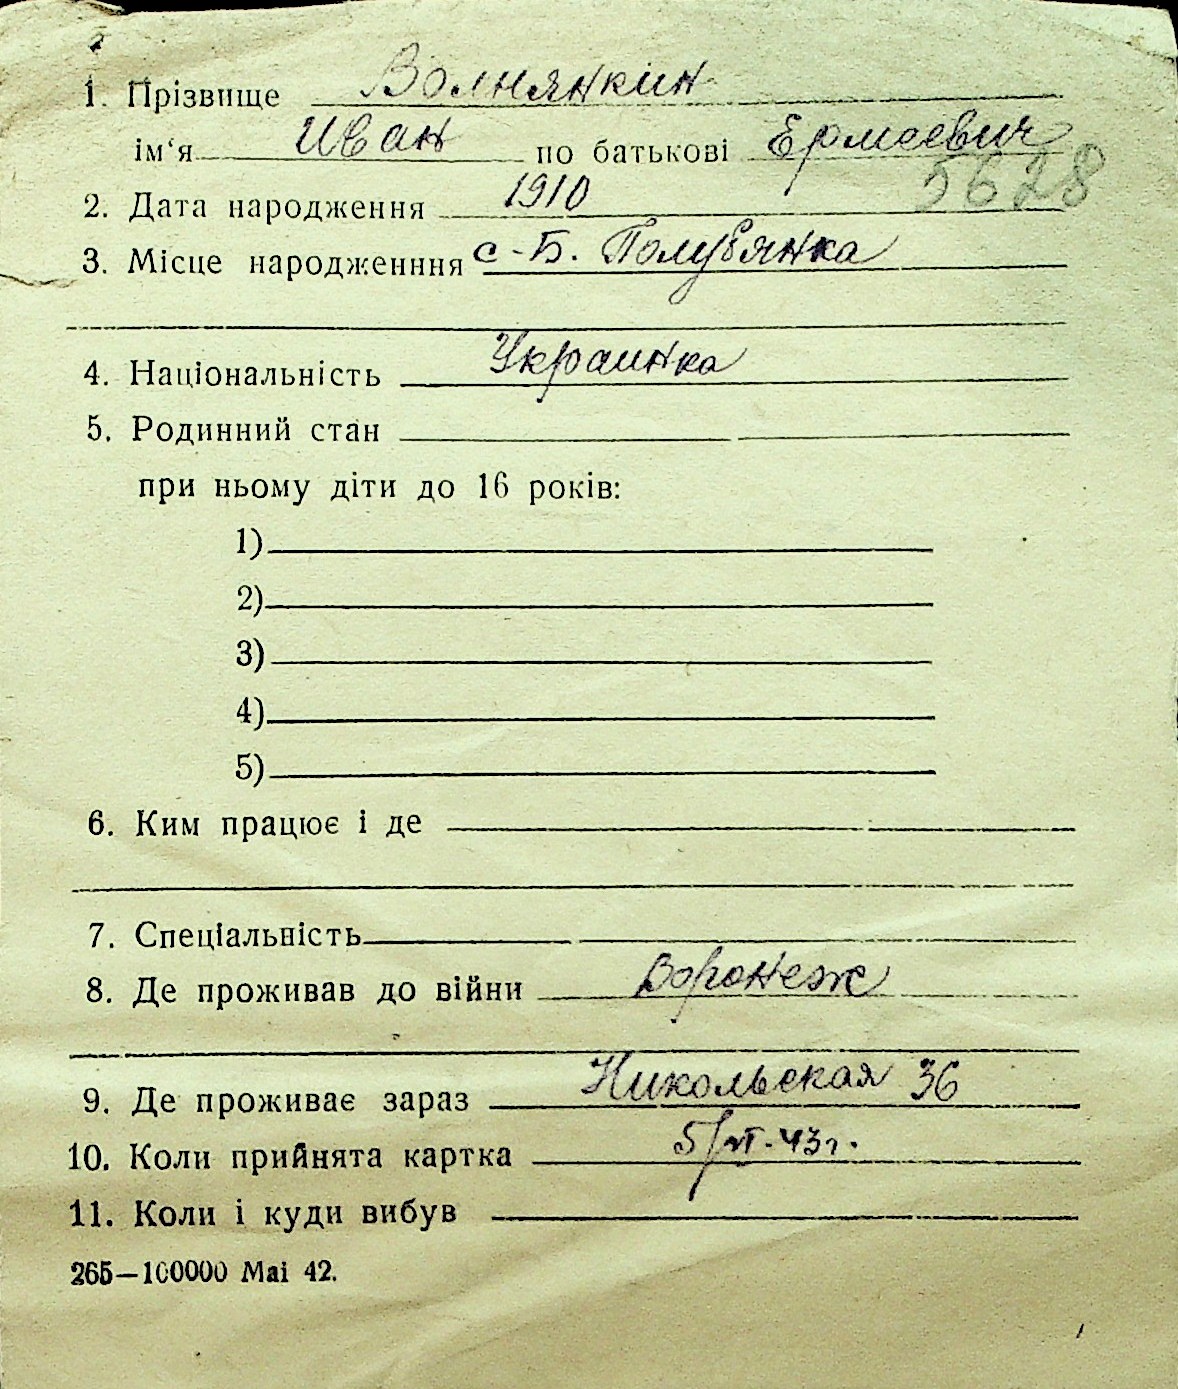 1. Прізвище Волнянкин
ім‘я Иван по батькові Ермеевич
5628
2. Дата народження 1910
3. Місце народженння с-Б. Полубянка
4. Національність Украинка
5. Родинний стан
при ньому діти до 16 років:
1)
2)
3)
4)
5)
6. Ким працює і де
7. Спеціальність
8. Де проживав до війни Воронеж
9. Де проживає зараз Никольская 36
10. Коли прийнята картка 5/VI-43г.
11. Коли і куди вибув
265—100000 Mai 42.